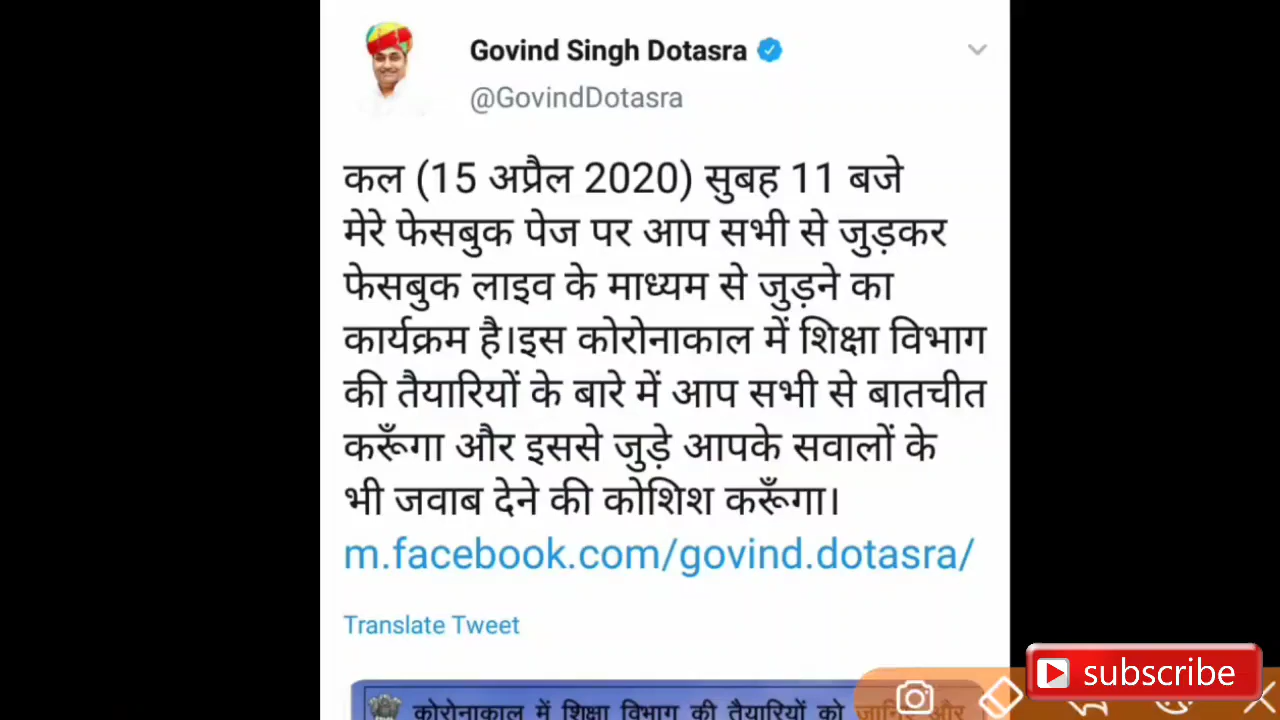 Govind Singh Dotasra
@GovindDotasra
कल (15 अप्रैल 2020) सुबह 11 बजे
मेरे फेसबुक पेज पर आप सभी से जुड़कर
फेसबुक लाइव के माध्यम से जुड़ने का
कार्यक्रम है।इस कोरोनाकाल में शिक्षा विभाग
की तैयारियों के बारे में आप सभी से बातचीत
करूँगा और इससे जुड़े आपके सवालों के
भी जवाब देने की कोशिश करूँगा।
m.facebook.com/govind.dotasra/
Translate Tweet
subscribe
कोरोनाकाल में शिक्षा विभाग की तैयारियों को जानिए और